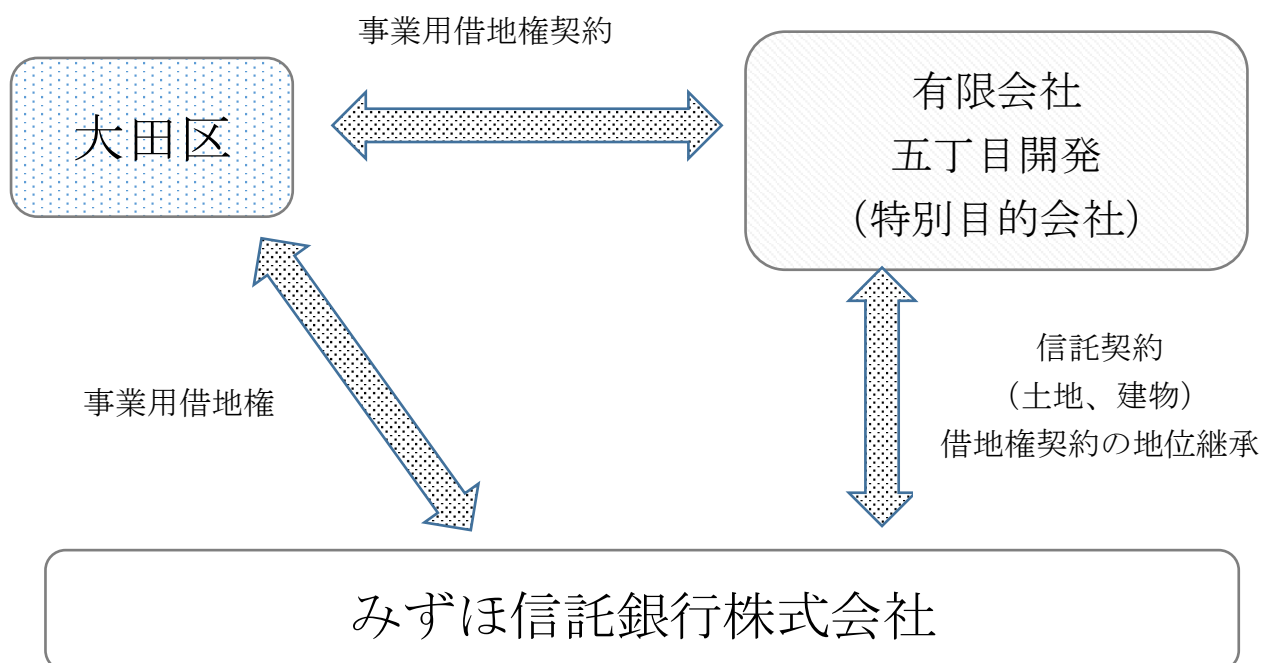 事業用借地権契約
大田区
有限会社
五丁目開発
（特別目的会社）
事業用借地権
信託契約
（土地、建物）
借地権契約の地位継承
みずほ信託銀行株式会社